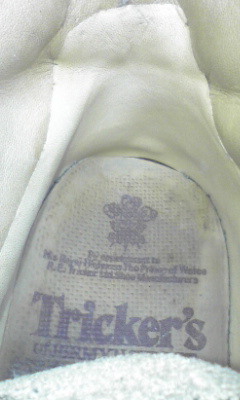 By appointment to
His Royal Highness The Prince of Wales
R.E. Tricker Ltd. Shoe Manufacturers
Tricker's